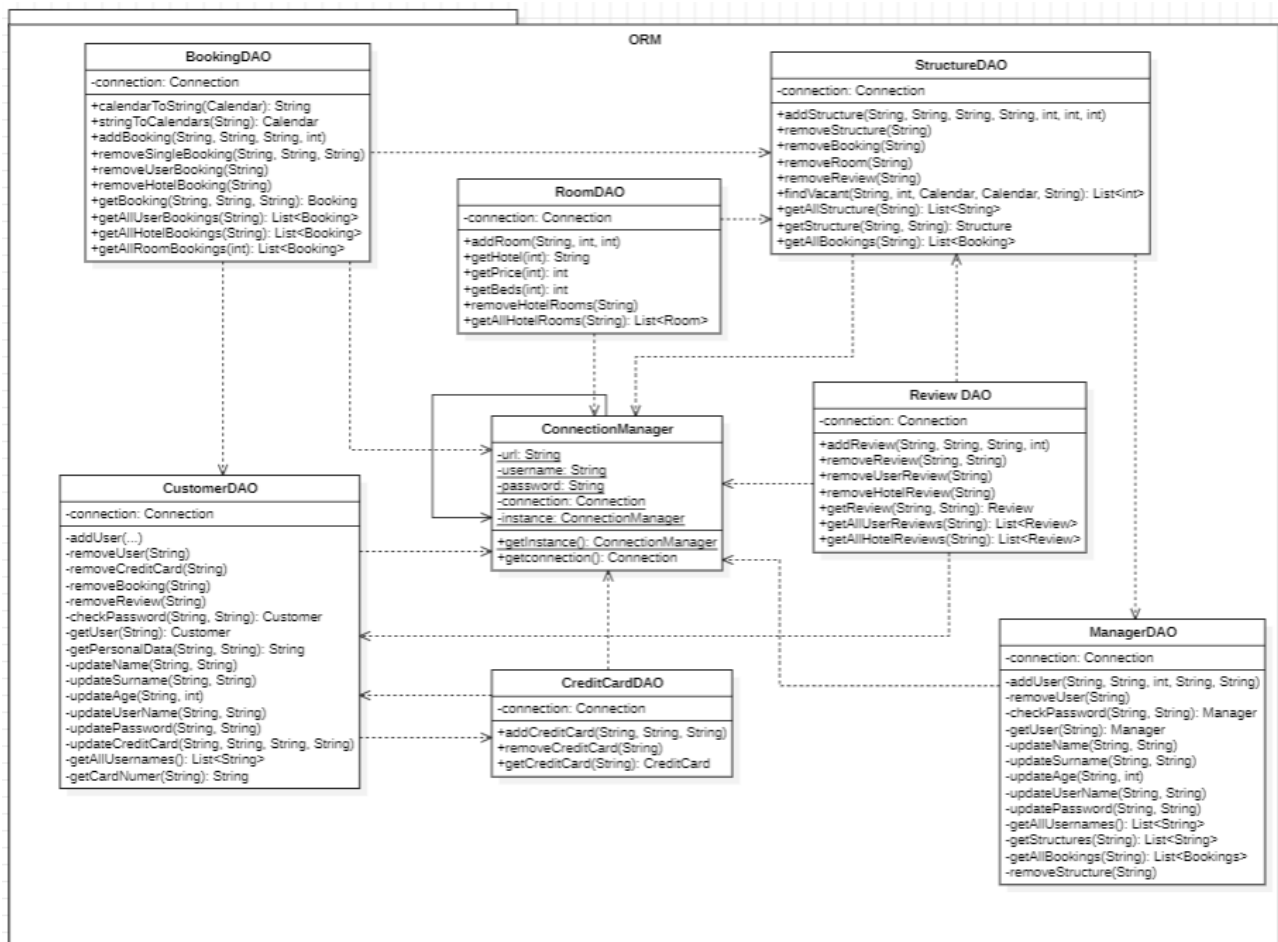 ORM
BookingDAO
-connection: Connection
+calendarToString(Calendar): String
+stringToCalendars(String): Calendar
+addBooking(String, String, String, int)
+removeSingleBooking(String, String, String)
+removeUserBooking(String)
+removeHotelBooking(String)
+getBooking(String, String, String): Booking
+getAllUserBookings(String): List<Booking>
+getAllHotelBookings(String): List<Booking>
+getAllRoomBookings(int): List<Booking>
StructureDAO
-connection: Connection
+addStructure(String, String, String, String, int, int, int)
+removeStructure(String)
+removeBooking(String)
+removeRoom(String)
+removeReview(String)
+findVacant(String, int, Calendar, Calendar, String): List<int>
+getAllStructure(String): List<String>
+getStructure(String, String): Structure
+getAllBookings(String): List<Booking>
RoomDAO
-connection: Connection
+addRoom(String, int, int)
+getHotel(int): String
+getPrice(int): int
+getBeds(int): int
+removeHotelRooms(String)
+getAllHotelRooms(String): List<Room>
Review DAO
-connection: Connection
+addReview(String, String, String, int)
+removeReview(String, String)
+removeUserReview(String)
+removeHotelReview(String)
+getReview(String, String): Review
+getAllUserReviews(String): List<Review>
+getAllHotelReviews(String): List<Review>
ConnectionManager
-url: String
-username: String
-password: String
-connection: Connection
-instance: ConnectionManager
+getInstance(): ConnectionManager
+getconnection(): Connection
CustomerDAO
-connection: Connection
-addUser(...)
-removeUser(String)
-removeCreditCard(String)
-removeBooking(String)
-removeReview(String)
-checkPassword(String, String): Customer
-getUser(String): Customer
-getPersonalData(String, String): String
-updateName(String, String)
-updateSurname(String, String)
-updateAge(String, int)
-updateUserName(String, String)
-updatePassword(String, String)
-updateCreditCard(String, String, String, String)
-getAllUsernames(): List<String>
-getCardNumer(String): String
CreditCardDAO
-connection: Connection
+addCreditCard(String, String, String)
+removeCreditCard(String)
+getCreditCard(String): CreditCard
ManagerDAO
-connection: Connection
-addUser(String, String, int, String, String)
-removeUser(String)
-checkPassword(String, String): Manager
-getUser(String): Manager
-updateName(String, String)
-updateSurname(String, String)
-updateAge(String, int)
-updateUserName(String, String)
-updatePassword(String, String)
-getAllUsernames(): List<String>
-getStructures(String): List<String>
-getAllBookings(String): List<Bookings>
-removeStructure(String)